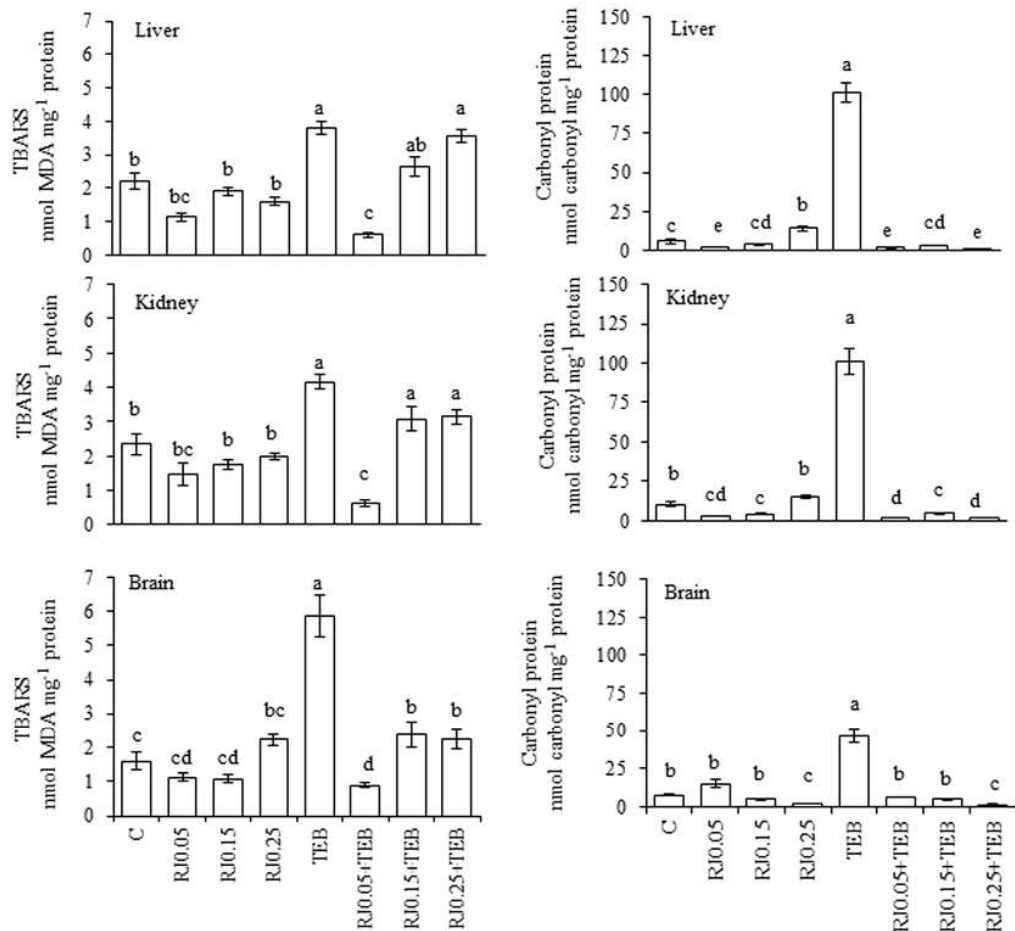 Liver
TBARS
nmol MDA mg⁻¹ protein
7
6
5
4
3
2
1
0
b
bc
b
b
a
c
ab
a
Liver
Carbonyl protein
nmol carbonyl mg⁻¹ protein
150
125
100
75
50
25
0
c
e
cd
b
a
e
cd
e
Kidney
TBARS
nmol MDA mg⁻¹ protein
7
6
5
4
3
2
1
0
b
bc
b
b
a
c
a
a
Kidney
Carbonyl protein
nmol carbonyl mg⁻¹ protein
150
125
100
75
50
25
0
b
cd
c
b
a
d
c
d
Brain
TBARS
nmol MDA mg⁻¹ protein
7
6
5
4
3
2
1
0
c
cd
cd
bc
a
d
b
b
C
RJ0.05
RJ0.15
RJ0.25
TEB
RJ0.05+TEB
RJ0.15+TEB
RJ0.25+TEB
Brain
Carbonyl protein
nmol carbonyl mg⁻¹ protein
150
125
100
75
50
25
0
b
b
b
c
a
b
b
c
C
RJ0.05
RJ0.15
RJ0.25
TEB
RJ0.05+TEB
RJ0.15+TEB
RJ0.25+TEB